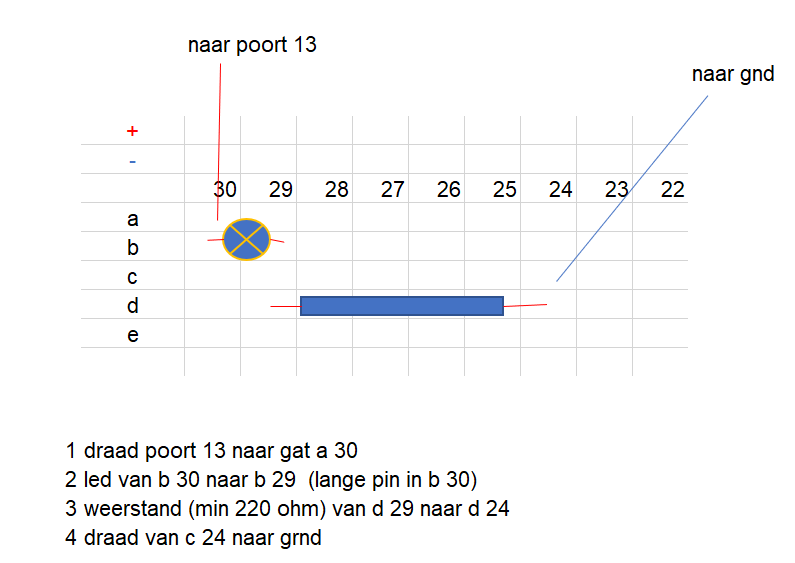 naar poort 13
naar gnd
+
-
30 29 28 27 26 25 24 23 22
a
b
c
d
e
1 draad poort 13 naar gat a 30
2 led van b 30 naar b 29 (lange pin in b 30)
3 weerstand (min 220 ohm) van d 29 naar d 24
4 draad van c 24 naar grnd